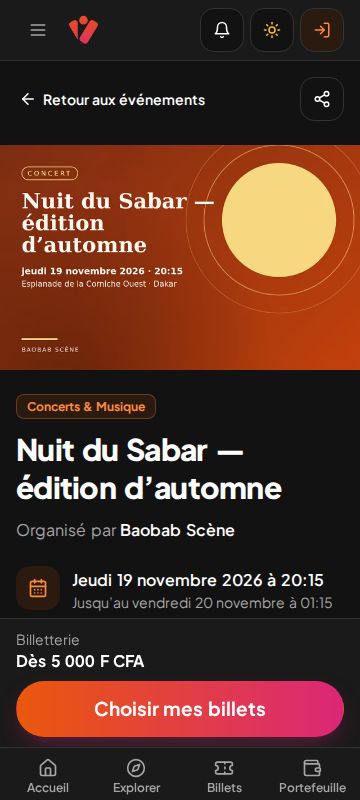 Retour aux événements
CONCERT
Nuit du Sabar —
édition
d’automne
jeudi 19 novembre 2026 · 20:15
Esplanade de la Corniche Ouest · Dakar
BAOBAB SCÈNE
Concerts & Musique
Nuit du Sabar —
édition d’automne
Organisé par Baobab Scène
Jeudi 19 novembre 2026 à 20:15
Jusqu’au vendredi 20 novembre à 01:15
Billetterie
Dès 5 000 F CFA
Choisir mes billets
Accueil
Explorer
Billets
Portefeuille